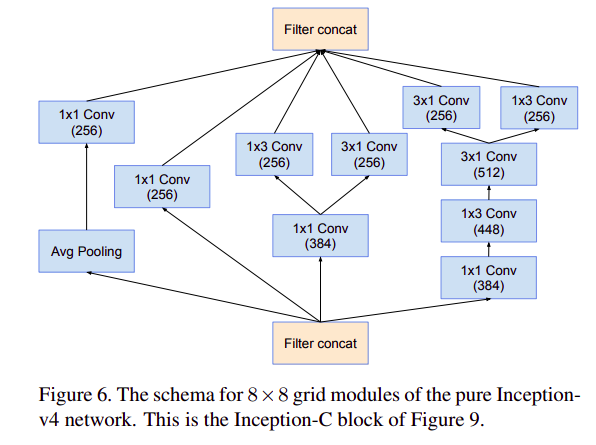 Filter concat
1x1 Conv
(256)
3x1 Conv
(256)
1x3 Conv
(256)
1x3 Conv
(256)
3x1 Conv
(256)
3x1 Conv
(512)
1x1 Conv
(256)
1x3 Conv
(448)
1x1 Conv
(384)
Avg Pooling
1x1 Conv
(384)
Filter concat
Figure 6. The schema for 8 × 8 grid modules of the pure Inception-
v4 network. This is the Inception-C block of Figure 9.